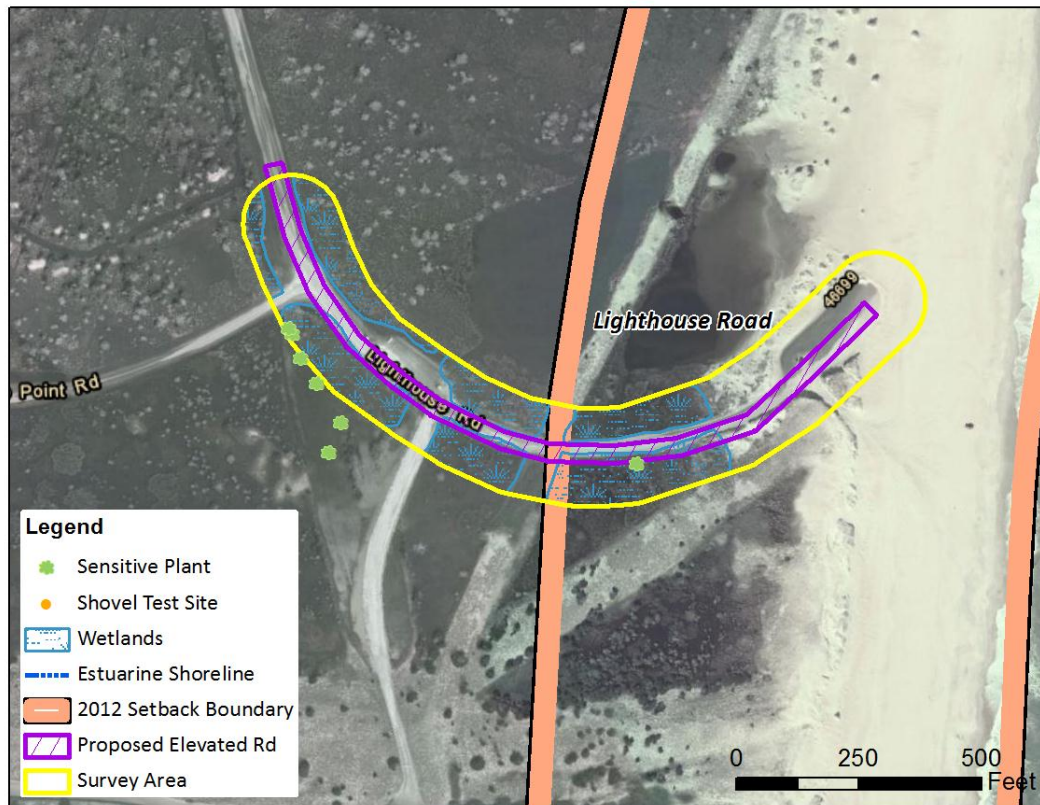 46699
Lighthouse Road
Lighthouse Rd
Point Rd
Legend
Sensitive Plant
Shovel Test Site
Wetlands
Estuarine Shoreline
2012 Setback Boundary
Proposed Elevated Rd
Survey Area
0 250 500
Feet